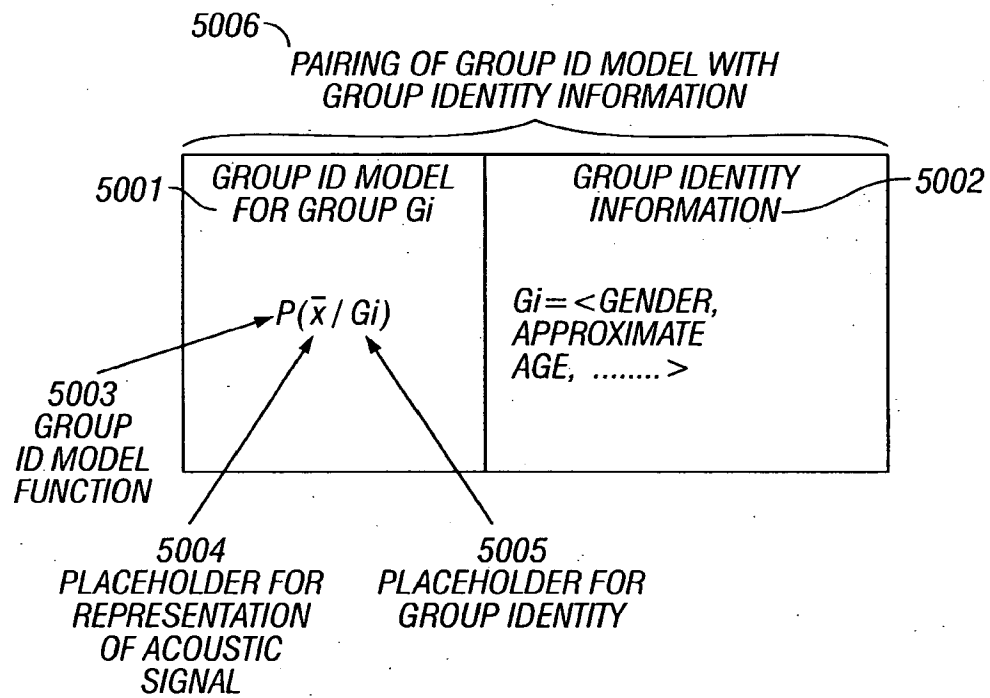 5006
PAIRING OF GROUP ID MODEL WITH
GROUP IDENTITY INFORMATION
5001
GROUP ID MODEL
FOR GROUP Gi
GROUP IDENTITY
INFORMATION
5002
P(x̄ / Gi)
Gi=<GENDER,
APPROXIMATE
AGE, ........>
5003
GROUP
ID MODEL
FUNCTION
5004
PLACEHOLDER FOR
REPRESENTATION
OF ACOUSTIC
SIGNAL
5005
PLACEHOLDER FOR
GROUP IDENTITY